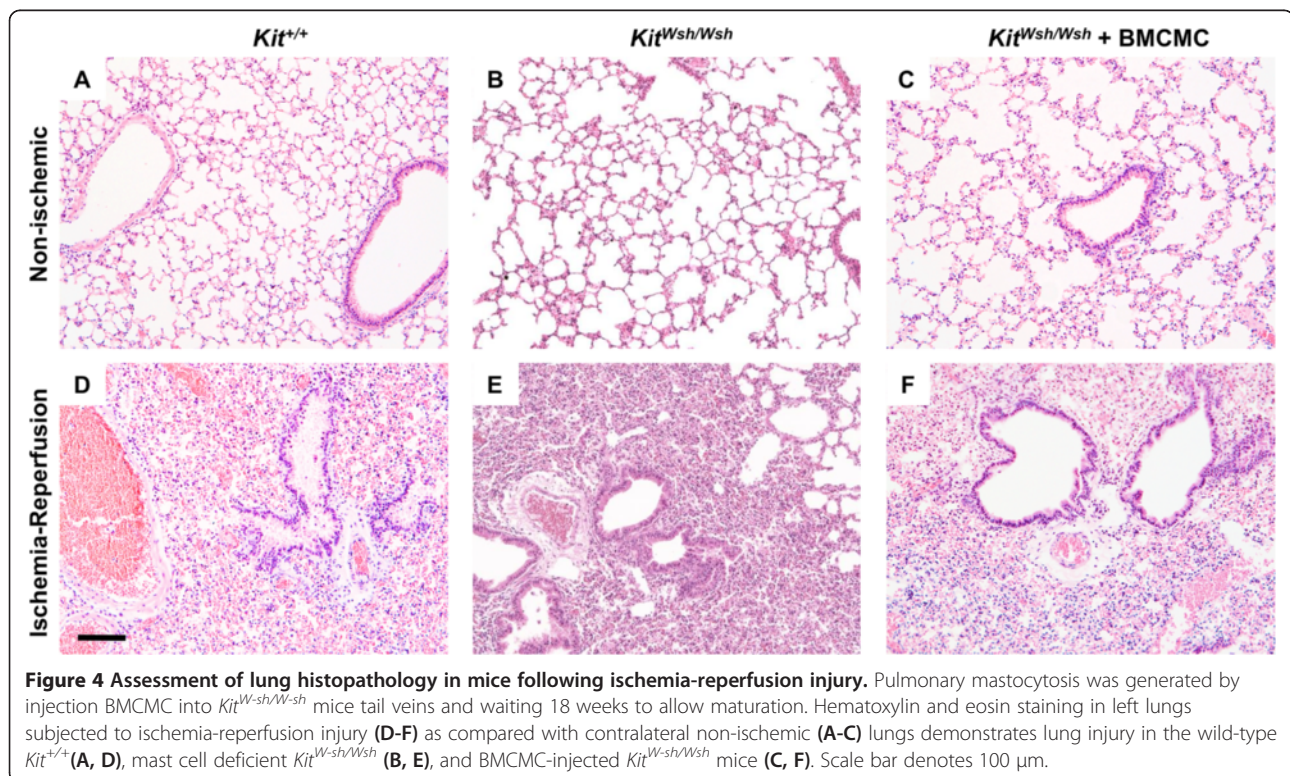 Kit+/+ KitWsh/Wsh KitWsh/Wsh + BMCMC
Non-ischemic
A B C
Ischemia-Reperfusion
D E F
Figure 4 Assessment of lung histopathology in mice following ischemia-reperfusion injury. Pulmonary mastocytosis was generated by
injection BMCMC into KitW-sh/W-sh mice tail veins and waiting 18 weeks to allow maturation. Hematoxylin and eosin staining in left lungs
subjected to ischemia-reperfusion injury (D-F) as compared with contralateral non-ischemic (A-C) lungs demonstrates lung injury in the wild-type
Kit+/+(A, D), mast cell deficient KitW-sh/Wsh (B, E), and BMCMC-injected KitW-sh/Wsh mice (C, F). Scale bar denotes 100 μm.